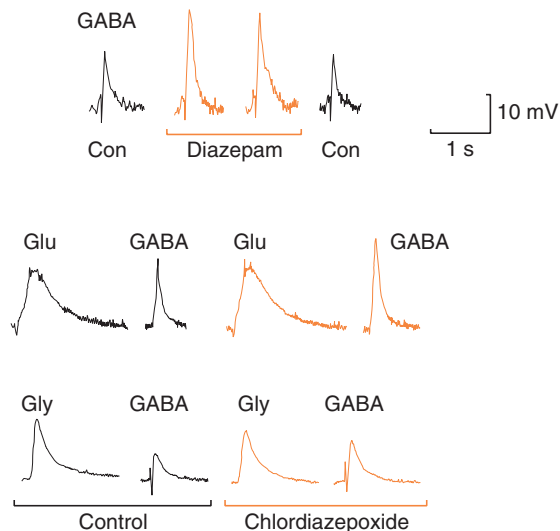 GABA
Con
Diazepam
Con
10 mV
1 s
Glu
GABA
Glu
GABA
Gly
GABA
Gly
GABA
Control
Chlordiazepoxide